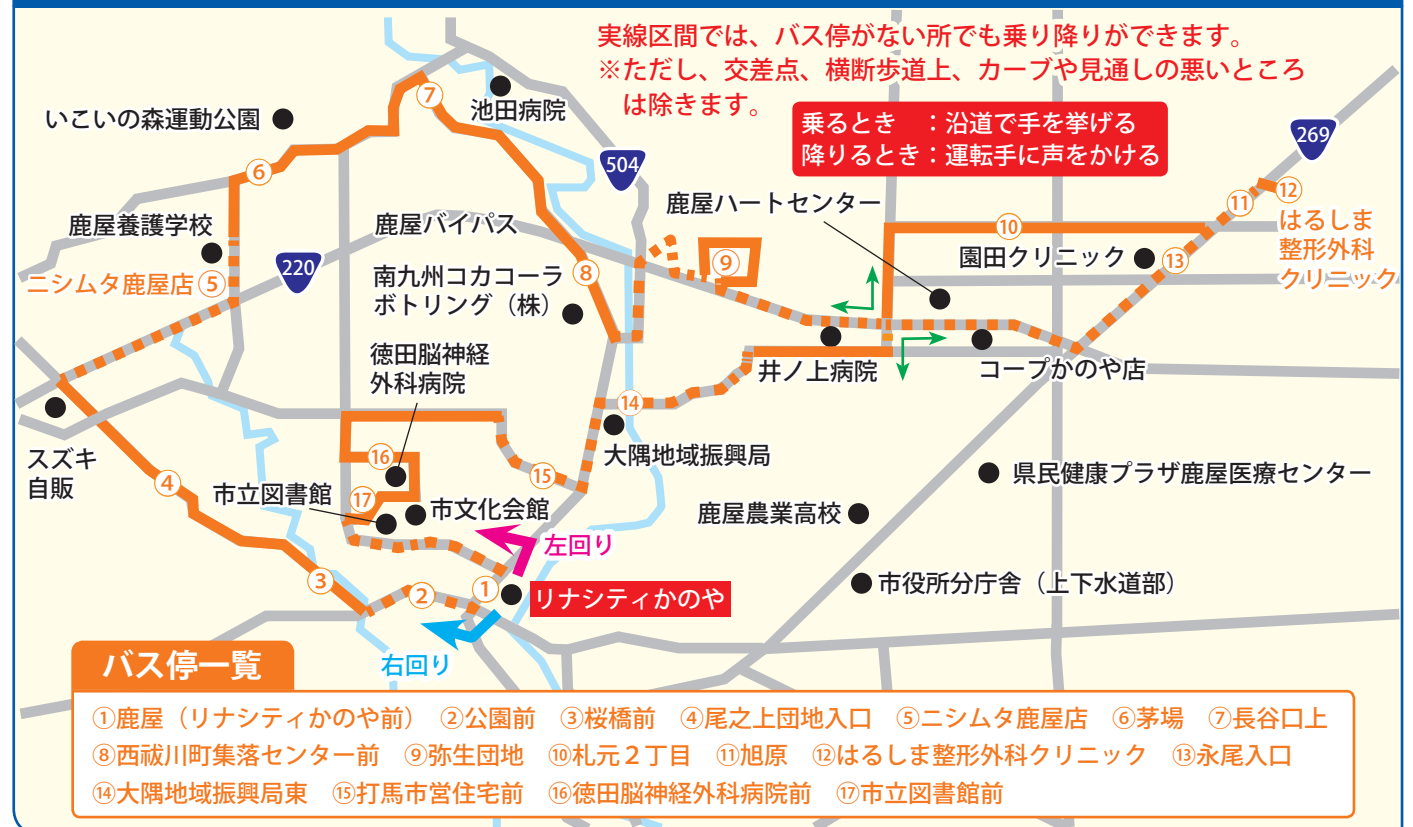 実線区間では、バス停がない所でも乗り降りができます。
※ただし、交差点、横断歩道上、カーブや見通しの悪いところ
は除きます。
乗るとき　：沿道で手を挙げる
降りるとき：運転手に声をかける
池田病院
いこいの森運動公園
⑦
504
269
⑥
鹿屋ハートセンター
⑪
⑫
はるしま
整形外科
クリニック
鹿屋養護学校
鹿屋バイパス
⑩
園田クリニック
⑬
ニシムタ鹿屋店
⑤
220
南九州コカコーラ
ボトリング（株）
⑧
⑨
徳田脳神経
外科病院
井ノ上病院
コープかのや店
⑭
スズキ
自販
大隅地域振興局
④
⑯
⑮
県民健康プラザ鹿屋医療センター
市立図書館
⑰
市文化会館
鹿屋農業高校
左回り
③
②
①
リナシティかのや
市役所分庁舎（上下水道部）
右回り
バス停一覧
①鹿屋（リナシティかのや前）　②公園前　③桜橋前　④尾之上団地入口　⑤ニシムタ鹿屋店　⑥茅場　⑦長谷口上
⑧西祓川町集落センター前　⑨弥生団地　⑩札元２丁目　⑪旭原　⑫はるしま整形外科クリニック　⑬永尾入口
⑭大隅地域振興局東　⑮打馬市営住宅前　⑯徳田脳神経外科病院前　⑰市立図書館前